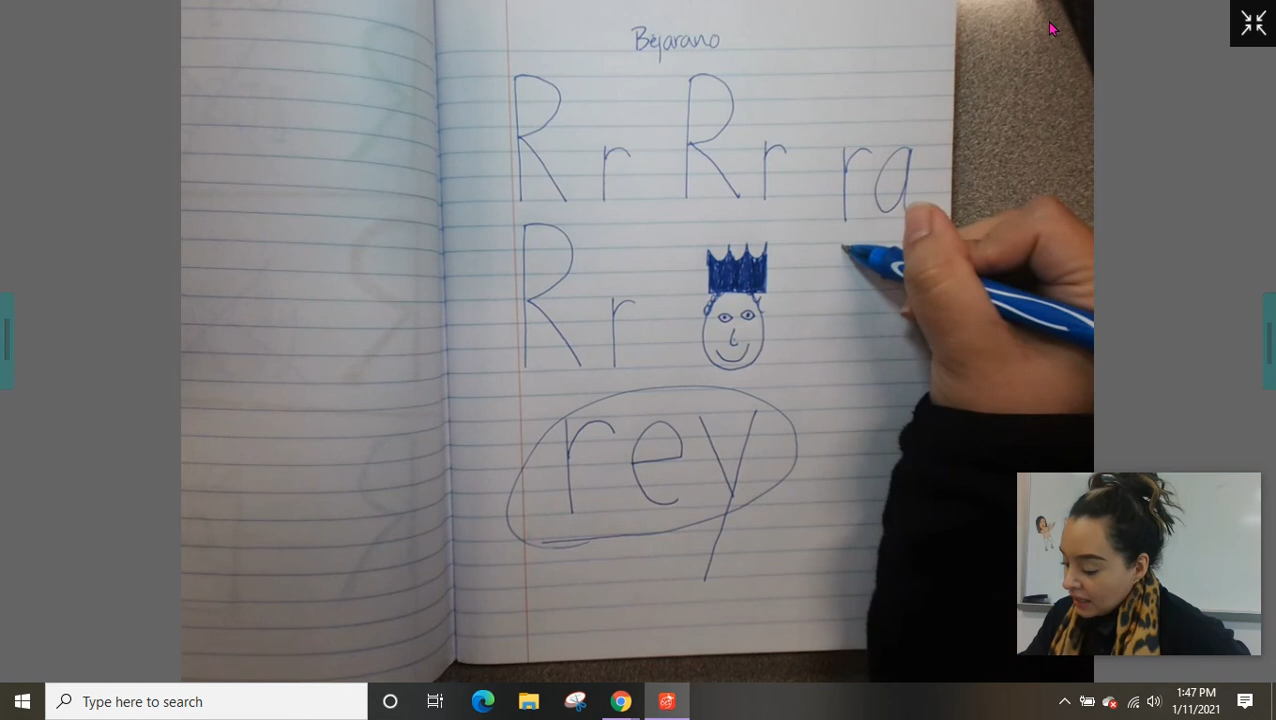 Bejarano
R r R r ra
R r
rey
Type here to search
1:47 PM
1/11/2021